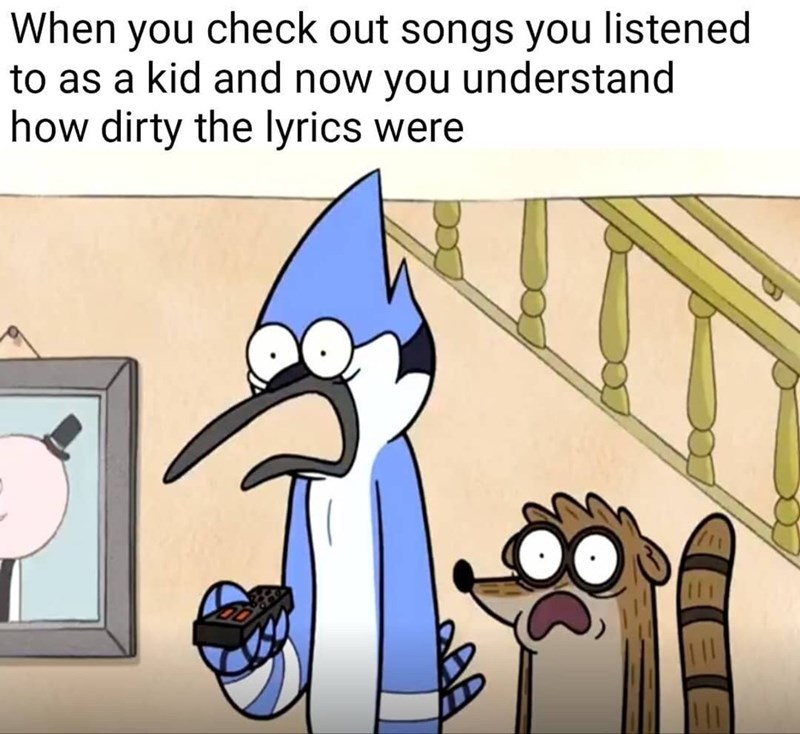 When you check out songs you listened
to as a kid and now you understand
how dirty the lyrics were